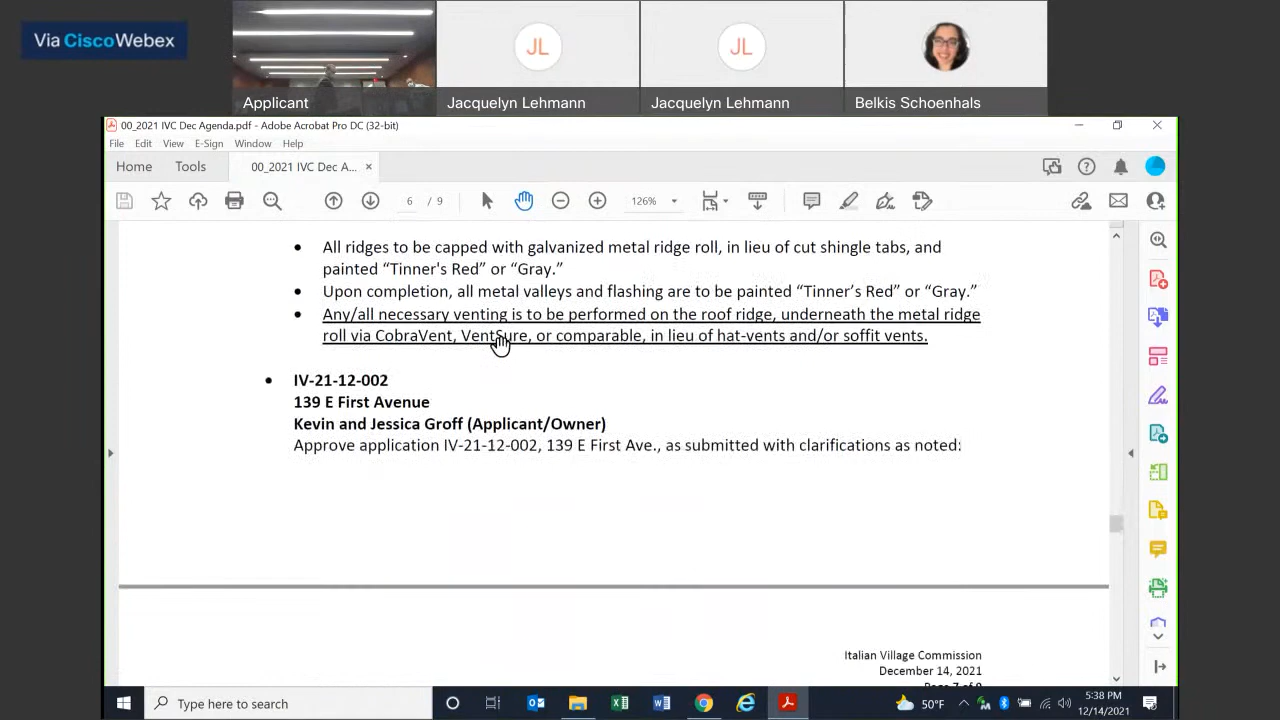 Via Cisco Webex
Applicant
JL
Jacquelyn Lehmann
JL
Jacquelyn Lehmann
Belkis Schoenhals
00_2021 IVC Dec Agenda.pdf - Adobe Acrobat Pro DC (32-bit)
File Edit View E-Sign Window Help
Home Tools 00_2021 IVC Dec A... ×
6 / 9 126%
• All ridges to be capped with galvanized metal ridge roll, in lieu of cut shingle tabs, and
painted “Tinner's Red” or “Gray.”
• Upon completion, all metal valleys and flashing are to be painted “Tinner’s Red” or “Gray.”
• Any/all necessary venting is to be performed on the roof ridge, underneath the metal ridge
roll via CobraVent, VentSure, or comparable, in lieu of hat-vents and/or soffit vents.
• IV-21-12-002
139 E First Avenue
Kevin and Jessica Groff (Applicant/Owner)
Approve application IV-21-12-002, 139 E First Ave., as submitted with clarifications as noted:
Italian Village Commission
December 14, 2021
Page 7 of 9
Type here to search
50°F
5:38 PM
12/14/2021